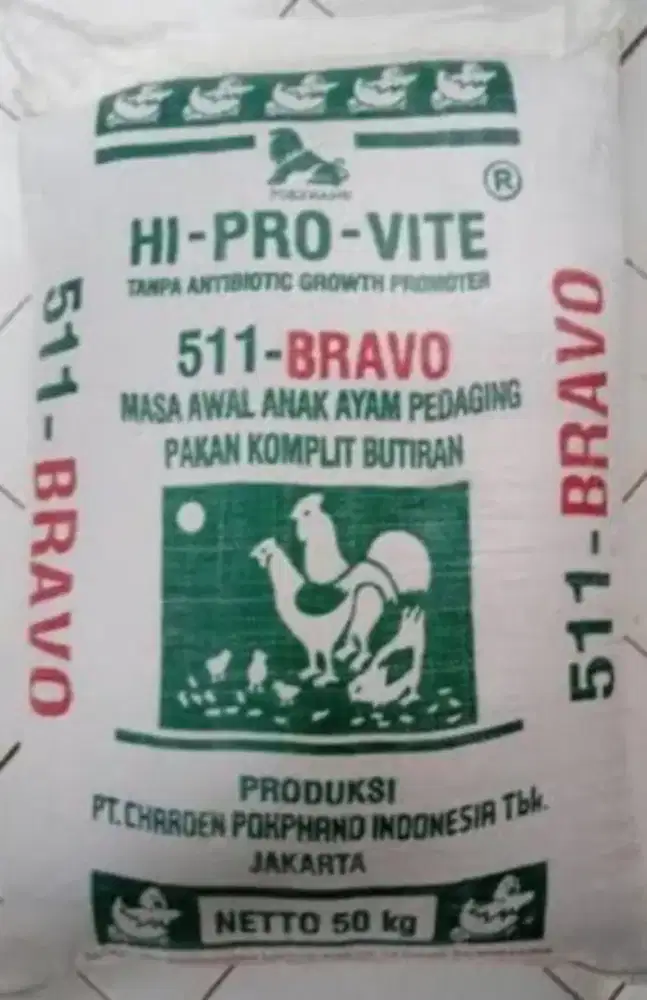 ®
HI-PRO-VITE
TANPA ANTIBIOTIC GROWTH PROMOTER
511-BRAVO
MASA AWAL ANAK AYAM PEDAGING
PAKAN KOMPLIT BUTIRAN
511-BRAVO
511-BRAVO
PRODUKSI
PT. CHAROEN POKPHAND INDONESIA Tbk.
JAKARTA
NETTO 50 kg